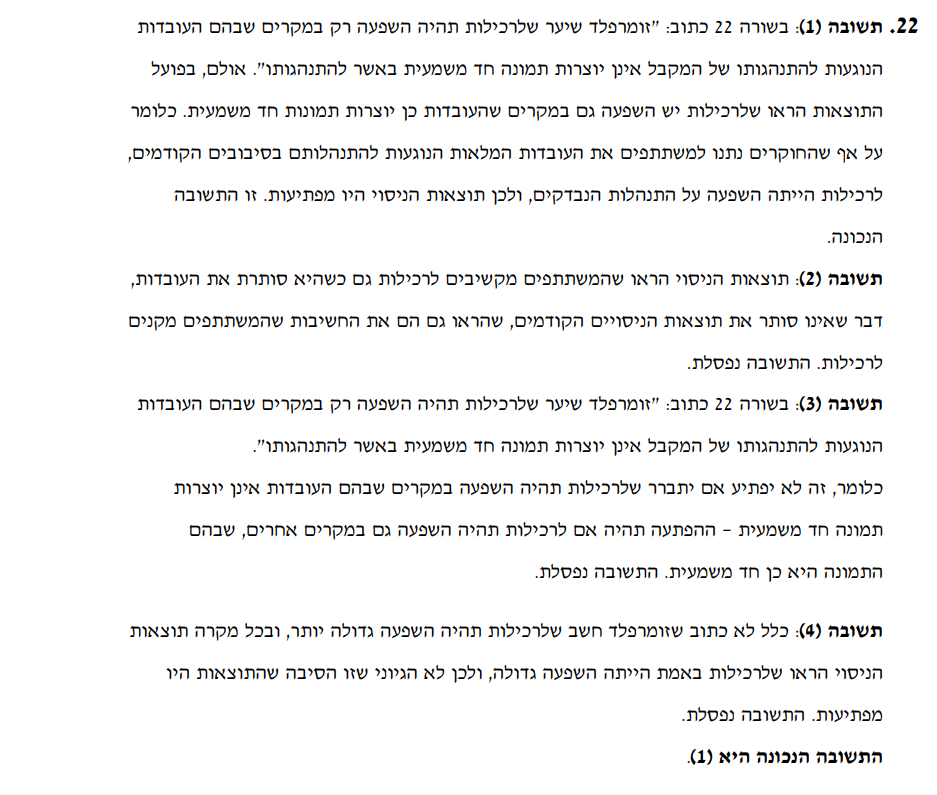 22. תשובה (1): בשורה 22 כתוב: "זומרפלד שיער שלרכילות תהיה השפעה רק במקרים שבהם העובדות
הנוגעות להתנהגותו של המקבל אינן יוצרות תמונה חד משמעית באשר להתנהגותו". אולם, בפועל
התוצאות הראו שלרכילות יש השפעה גם במקרים שהעובדות כן יוצרות תמונות חד משמעית. כלומר
על אף שהחוקרים נתנו למשתתפים את העובדות המלאות הנוגעות להתנהלותם בסיבובים הקודמים,
לרכילות הייתה השפעה על התנהלות הנבדקים, ולכן תוצאות הניסוי היו מפתיעות. זו התשובה
הנכונה.
תשובה (2): תוצאות הניסוי הראו שהמשתתפים מקשיבים לרכילות גם כשהיא סותרת את העובדות,
דבר שאינו סותר את תוצאות הניסויים הקודמים, שהראו גם הם את החשיבות שהמשתתפים מקנים
לרכילות. התשובה נפסלת.
תשובה (3): בשורה 22 כתוב: "זומרפלד שיער שלרכילות תהיה השפעה רק במקרים שבהם העובדות
הנוגעות להתנהגותו של המקבל אינן יוצרות תמונה חד משמעית באשר להתנהגותו".
כלומר, זה לא יפתיע אם יתברר שלרכילות תהיה השפעה במקרים שבהם העובדות אינן יוצרות
תמונה חד משמעית – ההפתעה תהיה אם לרכילות תהיה השפעה גם במקרים אחרים, שבהם
התמונה היא כן חד משמעית. התשובה נפסלת.
תשובה (4): כלל לא כתוב שזומרפלד חשב שלרכילות תהיה השפעה גדולה יותר, ובכל מקרה תוצאות
הניסוי הראו שלרכילות באמת הייתה השפעה גדולה, ולכן לא הגיוני שזו הסיבה שהתוצאות היו
מפתיעות. התשובה נפסלת.
התשובה הנכונה היא (1).